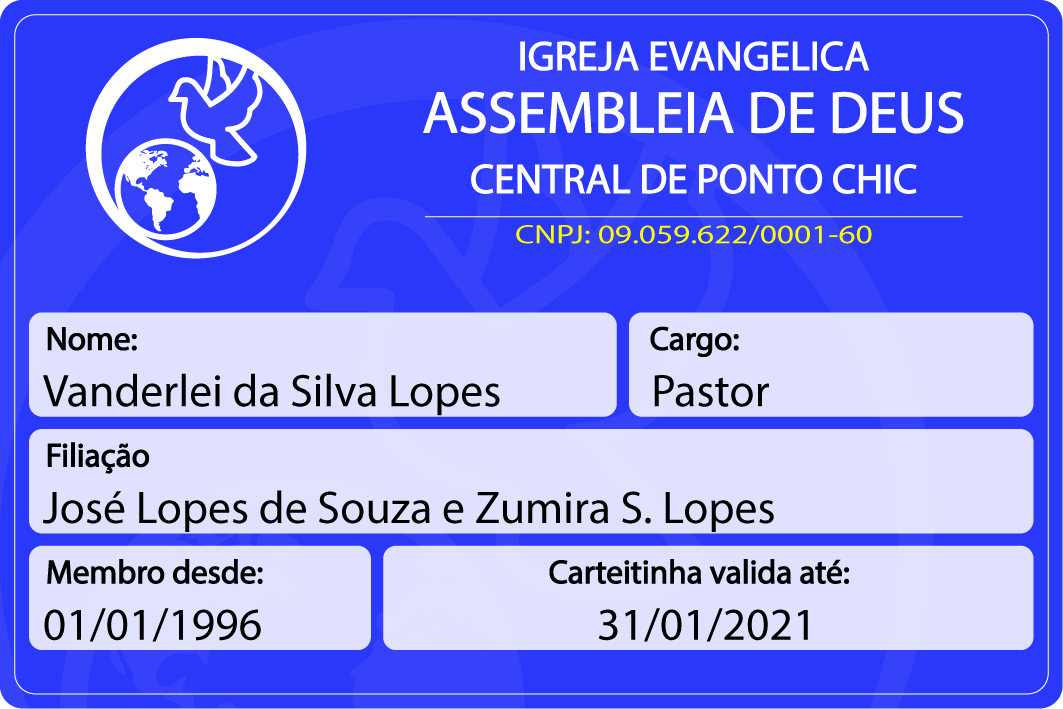 IGREJA EVANGELICA
ASSEMBLEIA DE DEUS
CENTRAL DE PONTO CHIC
CNPJ: 09.059.622/0001-60
Nome:
Vanderlei da Silva Lopes
Cargo:
Pastor
Filiação
José Lopes de Souza e Zumira S. Lopes
Membro desde:
01/01/1996
Carteitinha valida até:
31/01/2021